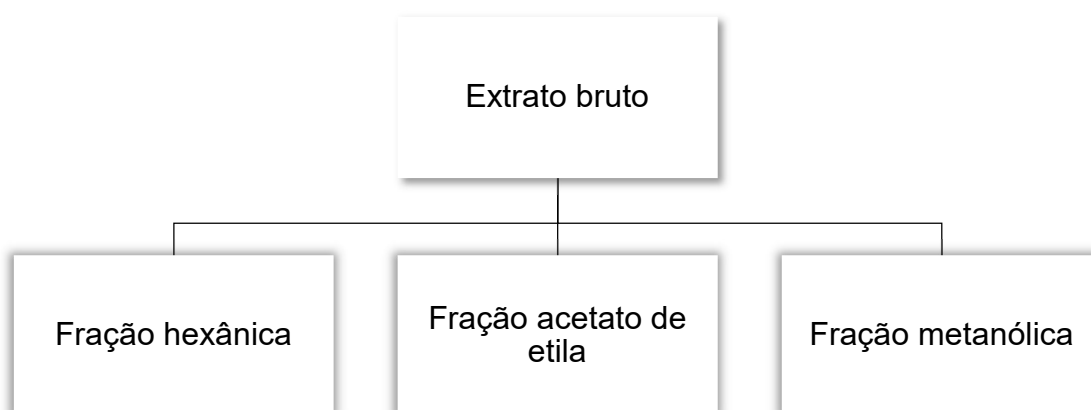 Extrato bruto
Fração hexânica
Fração acetato de
etila
Fração metanólica